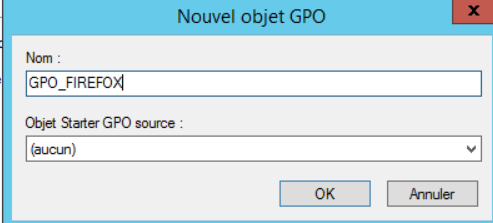 Nouvel objet GPO
x
Nom :
GPO_FIREFOX
Objet Starter GPO source :
(aucun)
OK Annuler